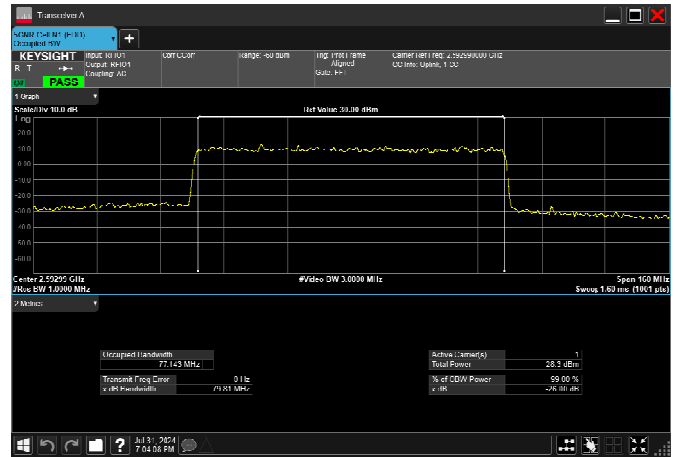 Transceiver A
Occupied BW
KEYSIGHT
Input: RFIO1
Output: RFIO1
Coupling: AC
Corr CCorr
Range: -60 dBm
Trig: Prot Frame
Aligned
Gate: FFT
Carrier Ref Freq: 2.592990000 GHz
CC Info: Uplink, 1 CC
R T
PASS
1 Graph
Scale/Div 10.0 dB
Ref Value 30.00 dBm
Log
20.0
10.0
0.00
-10.0
-20.0
-30.0
-40.0
-50.0
-60.0
Center 2.59299 GHz
#Video BW 3.0000 MHz
Span 160 MHz
#Res BW 1.0000 MHz
Sweep 1.60 ms (1001 pts)
2 Metrics
Occupied Bandwidth
77.143 MHz
Transmit Freq Error
0 Hz
x dB Bandwidth
79.81 MHz
Active Carrier(s)
1
Total Power
28.3 dBm
% of OBW Power
99.00 %
x dB
-26.00 dB
Jul 31, 2024
7:04:08 PM